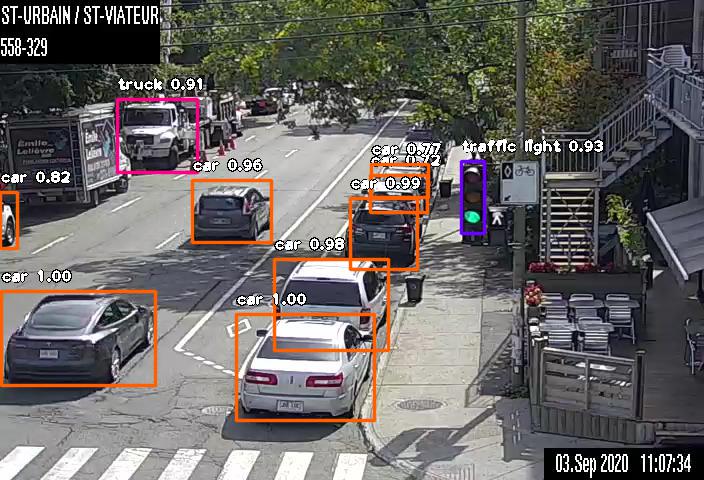 ST-URBAIN / ST-VIATEUR
558-329
truck 0.91
car 0.77
car 0.72
traffic light 0.93
car 0.96
car 0.99
car 0.82
Emile
Lelièvre
car 0.98
car 1.00
car 1.00
03.Sep 2020 11:07:34